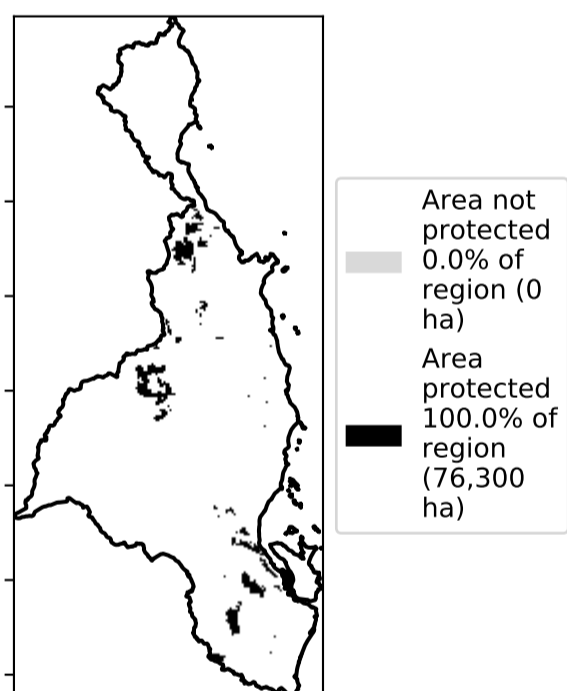 Area not
protected
0.0% of
region (0
ha)
Area
protected
100.0% of
region
(76,300
ha)